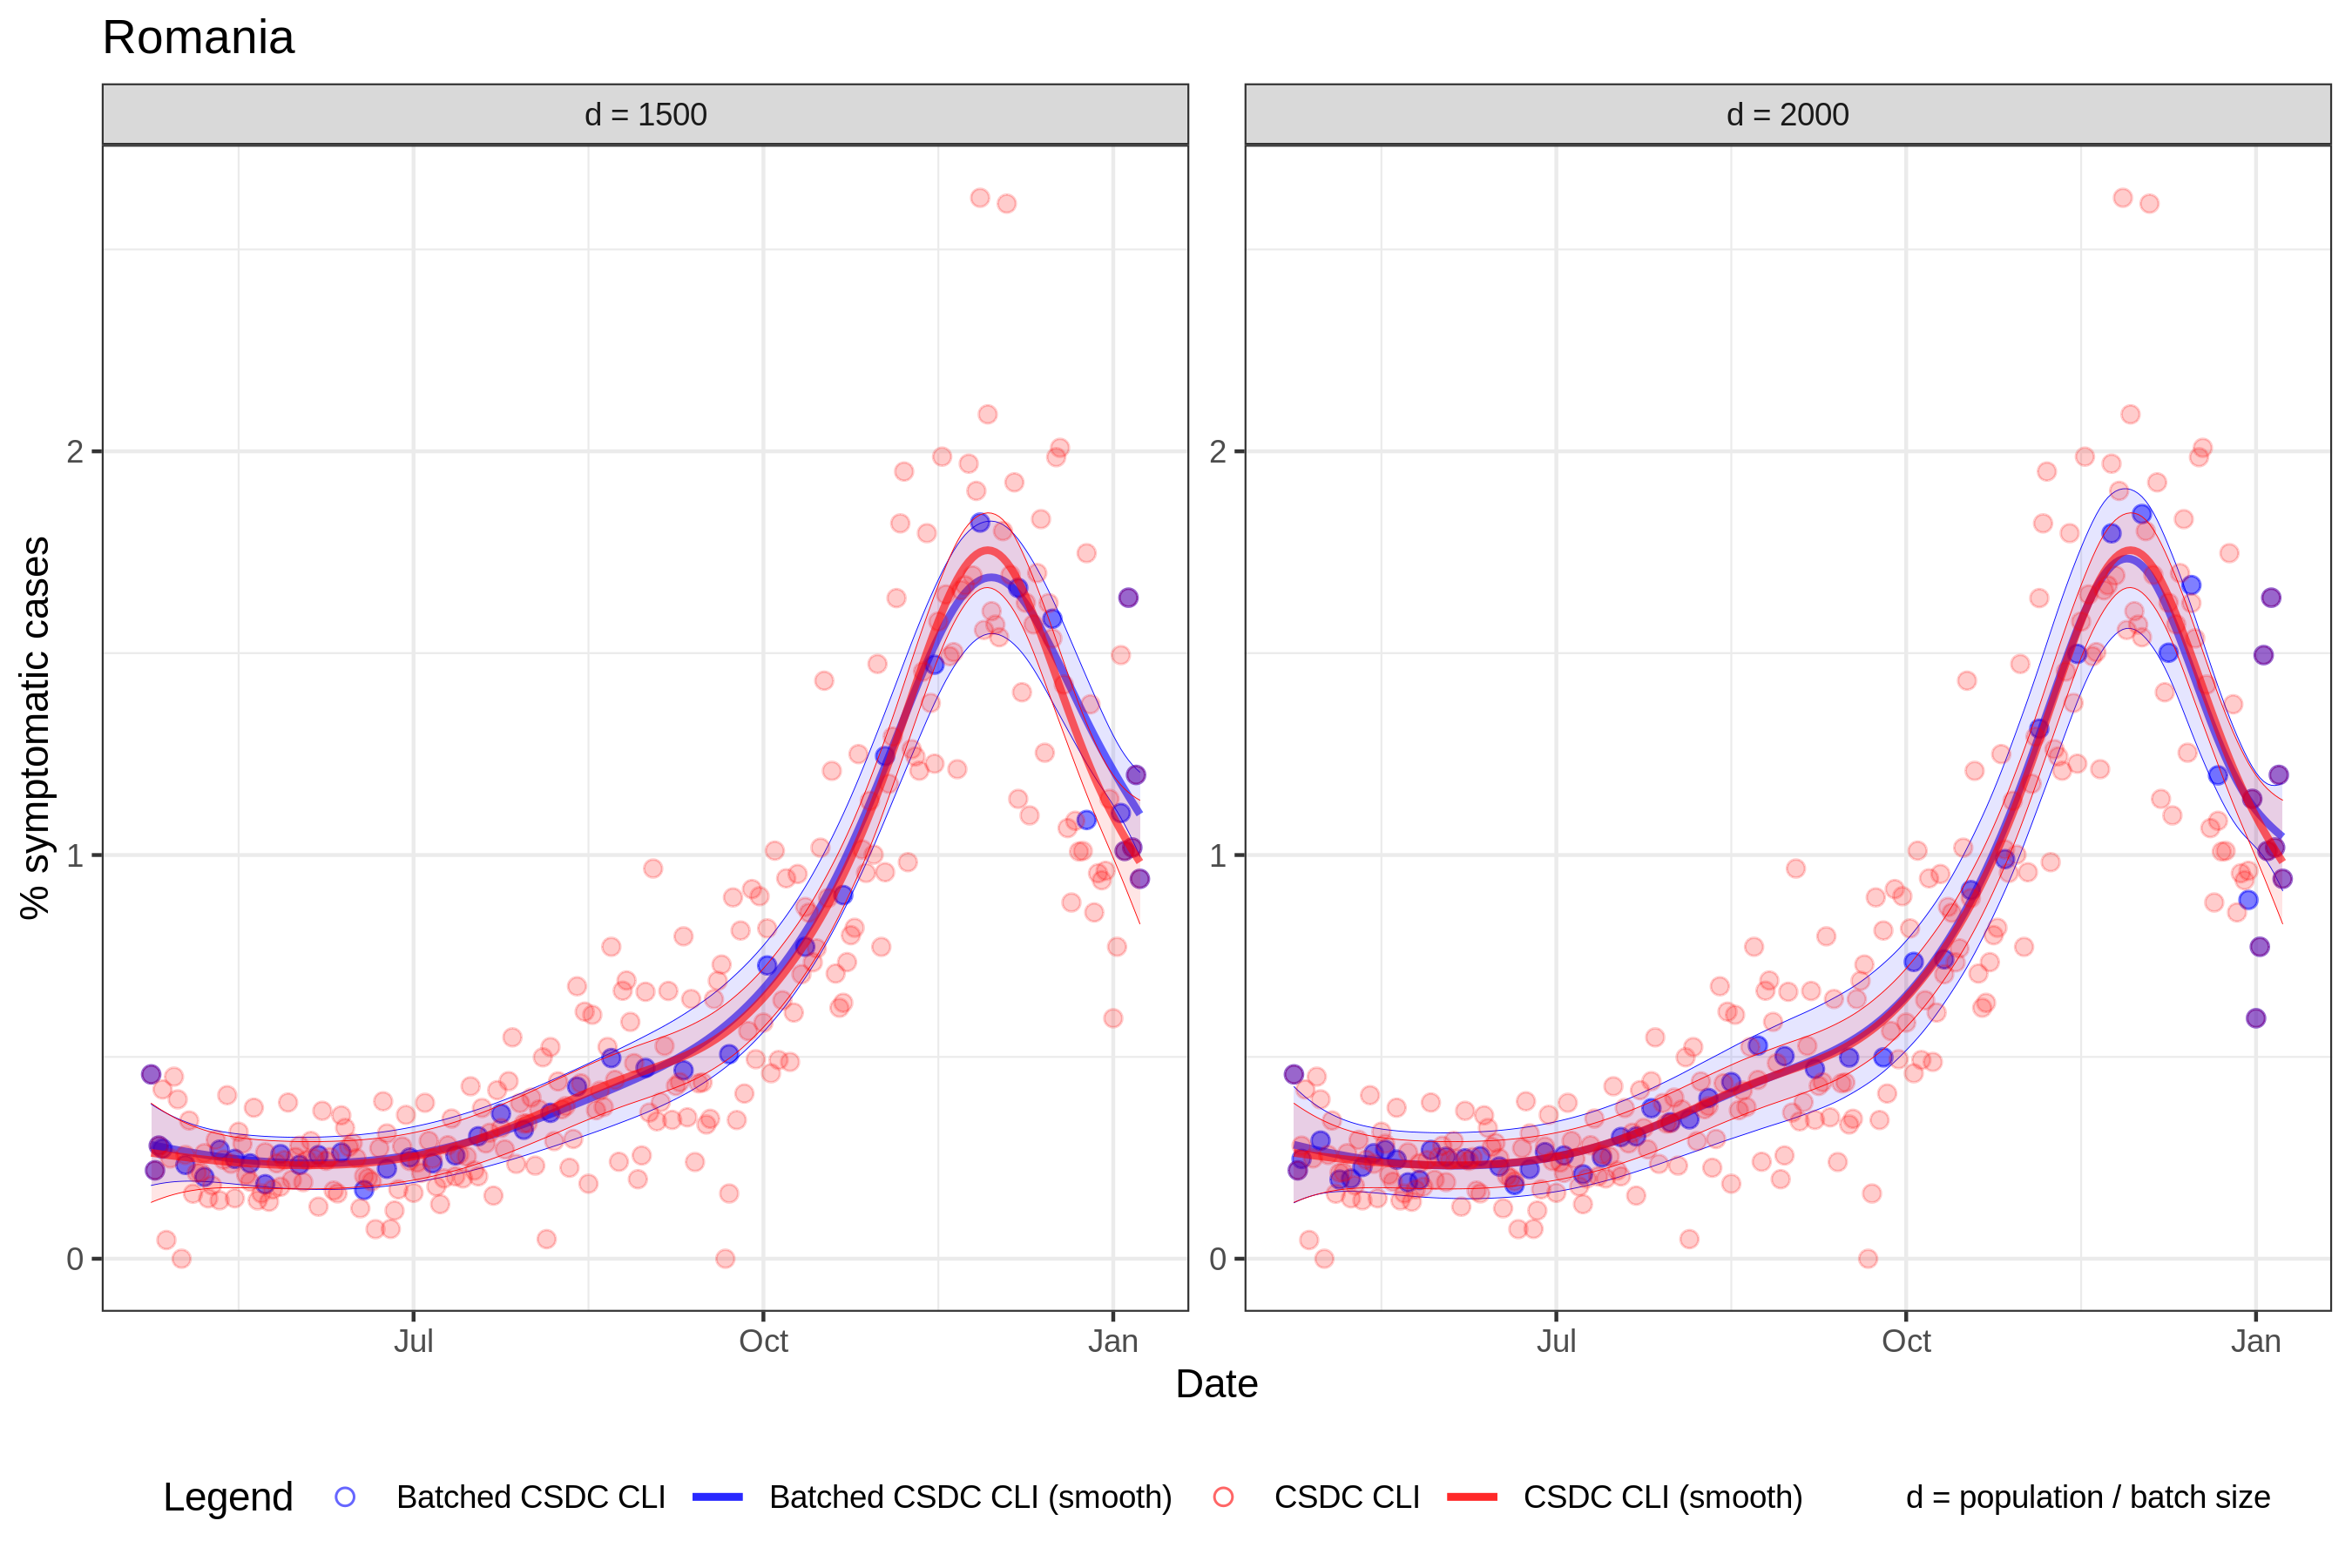 Romania
d = 1500
d = 2000
% symptomatic cases
2
1
0
2
1
0
Jul
Oct
Jan
Jul
Oct
Jan
Date
Legend
Batched CSDC CLI
Batched CSDC CLI (smooth)
CSDC CLI
CSDC CLI (smooth)
d = population / batch size